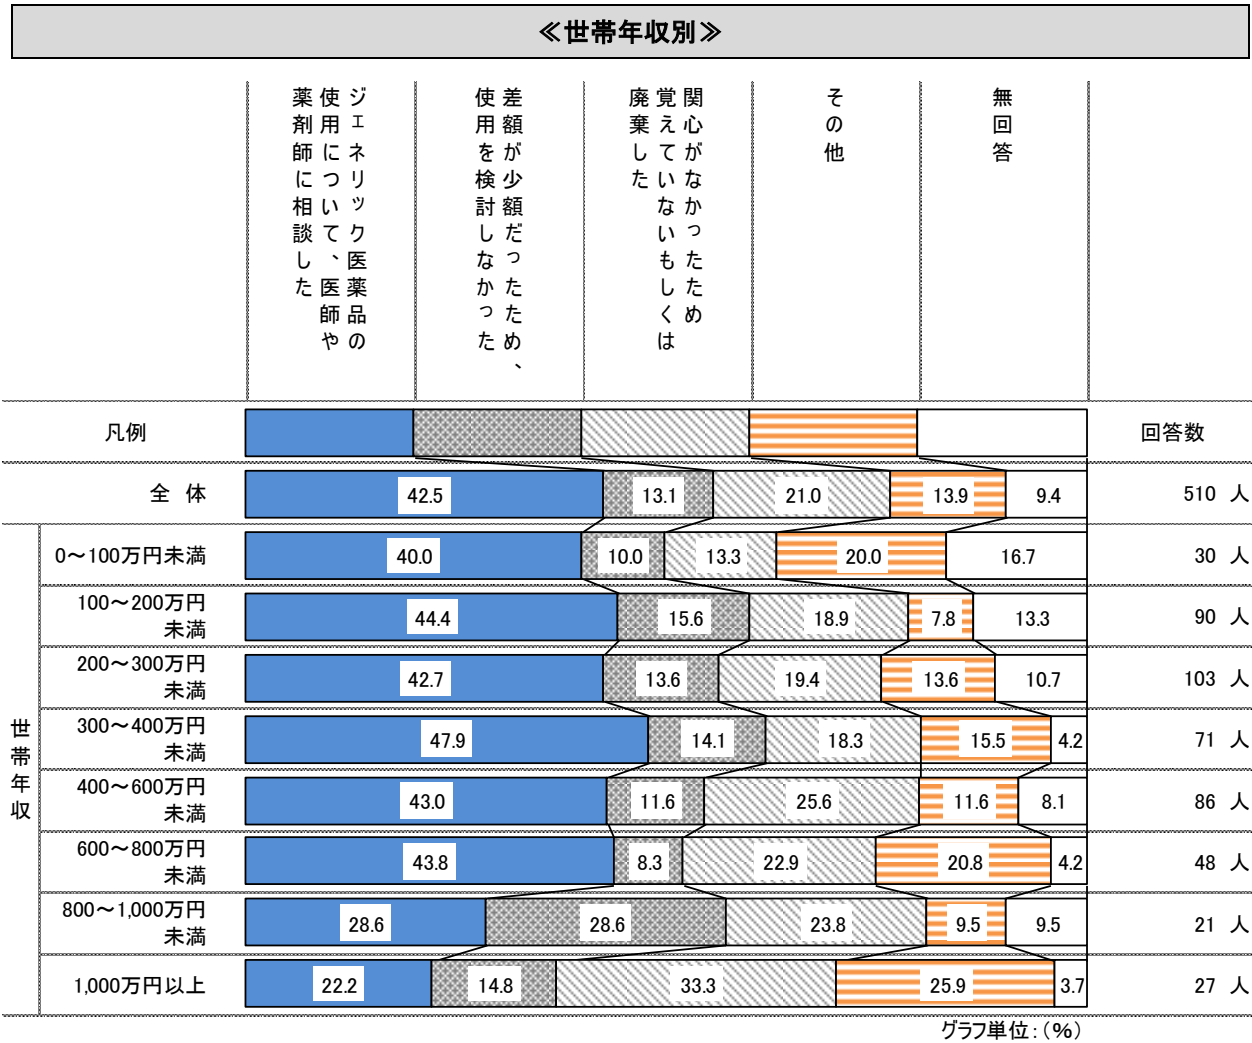 ≪世帯年収別≫
ジェネリック医薬品の
使用について、医師や
薬剤師に相談した
差額が少額だったため、
使用を検討しなかった
関心がなかったため
覚えていないもしくは
廃棄した
その他
無回答
凡例
回答数
全 体
42.5 13.1 21.0 13.9 9.4
510 人
世帯年収
0～100万円未満
40.0 10.0 13.3 20.0 16.7
30 人
100～200万円
未満
44.4 15.6 18.9 7.8 13.3
90 人
200～300万円
未満
42.7 13.6 19.4 13.6 10.7
103 人
300～400万円
未満
47.9 14.1 18.3 15.5 4.2
71 人
400～600万円
未満
43.0 11.6 25.6 11.6 8.1
86 人
600～800万円
未満
43.8 8.3 22.9 20.8 4.2
48 人
800～1,000万円
未満
28.6 28.6 23.8 9.5 9.5
21 人
1,000万円以上
22.2 14.8 33.3 25.9 3.7
27 人
グラフ単位：（％）